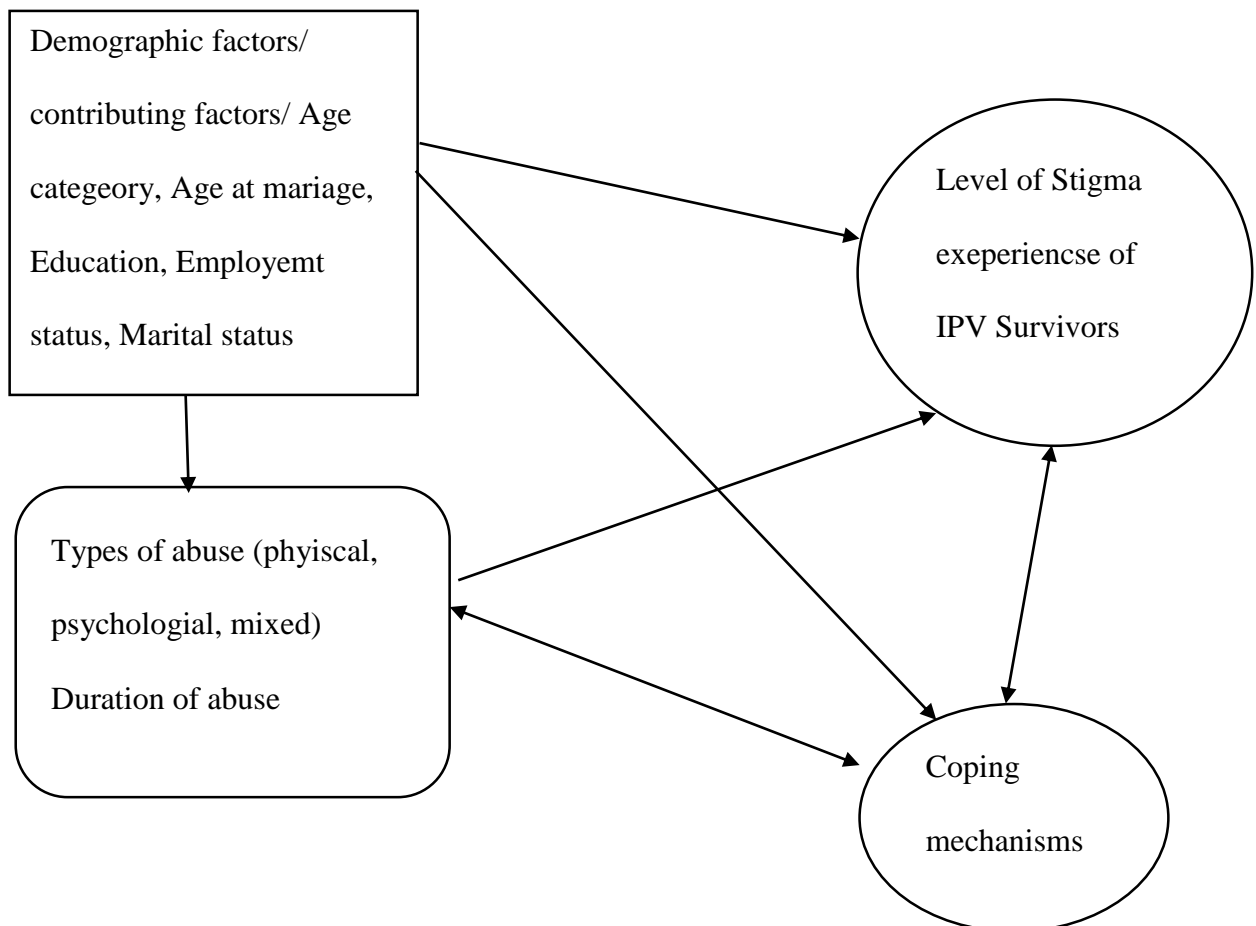 Demographic factors/
contributing factors/ Age
categeory, Age at mariage,
Education, Employemt
status, Marital status
Level of Stigma
exeperiencse of
IPV Survivors
Types of abuse (phyiscal,
psychologial, mixed)
Duration of abuse
Coping
mechanisms